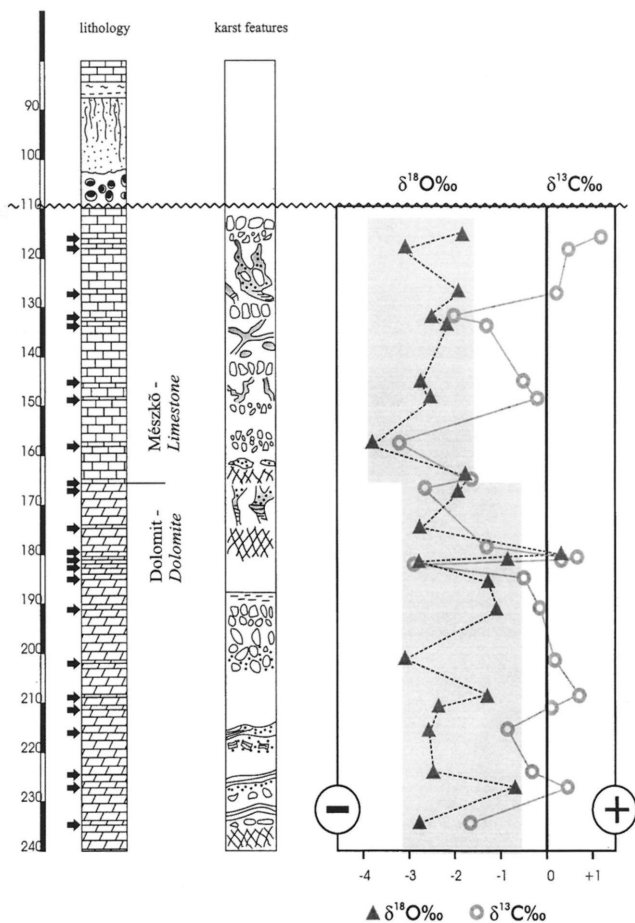 lithology
karst features
90
100
110
120
130
140
150
160
170
180
190
200
210
220
230
240
Mészkő -
Limestone
Dolomit -
Dolomite
δ¹⁸O‰
δ¹³C‰
−
+
-4 -3 -2 -1 0 +1
δ¹⁸O‰ δ¹³C‰